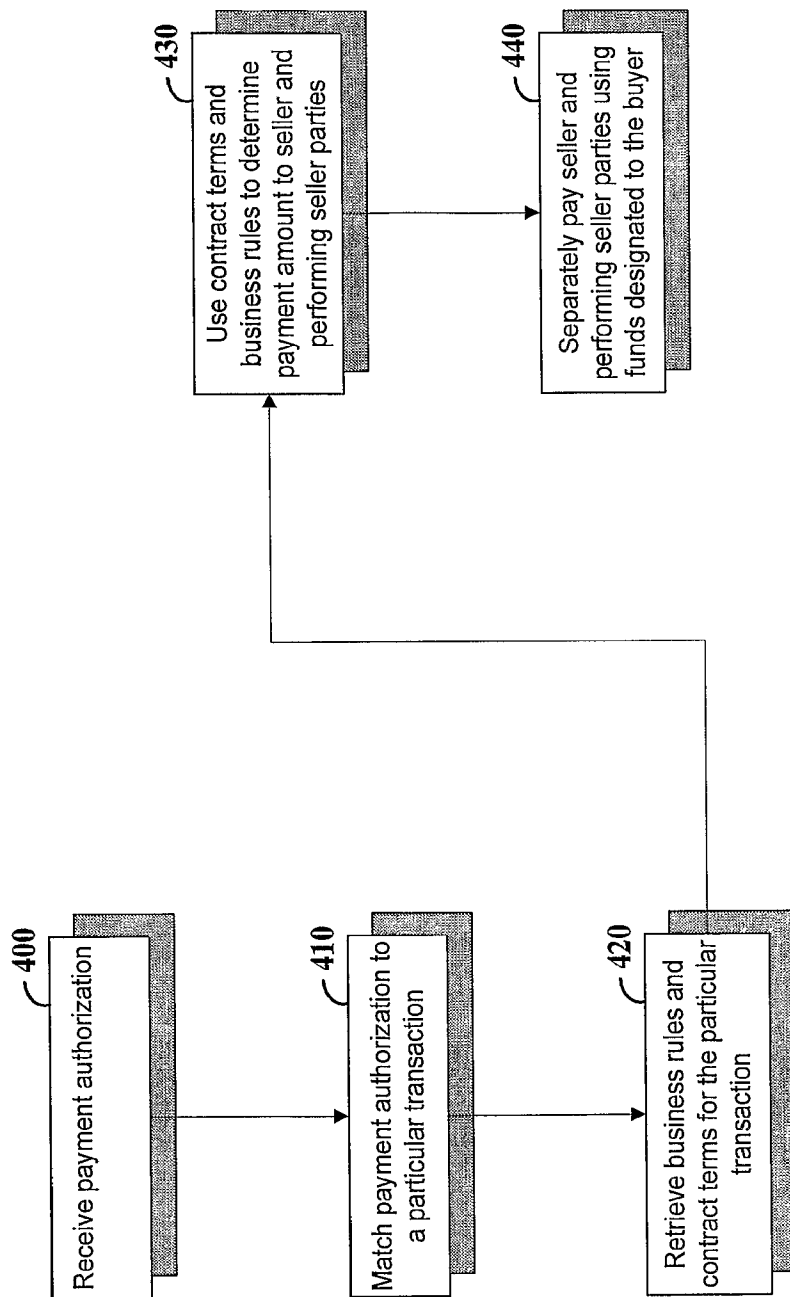 400
Receive payment authorization
410
Match payment authorization to
a particular transaction
420
Retrieve business rules and
contract terms for the particular
transaction
430
Use contract terms and
business rules to determine
payment amount to seller and
performing seller parties
440
Separately pay seller and
performing seller parties using
funds designated to the buyer